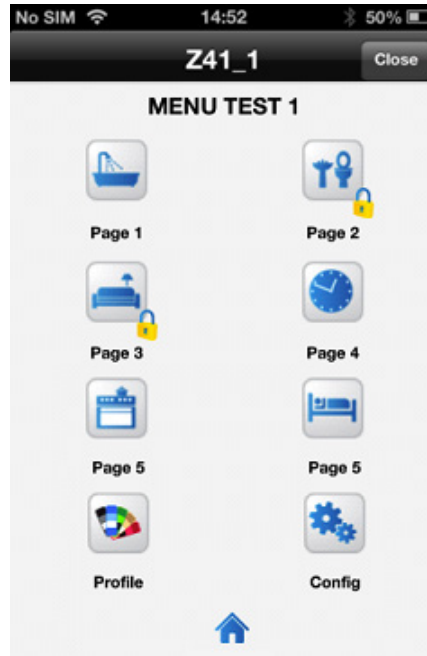 No SIM 14:52 50%
Z41_1 Close
MENU TEST 1
Page 1 Page 2
Page 3 Page 4
Page 5 Page 5
Profile Config